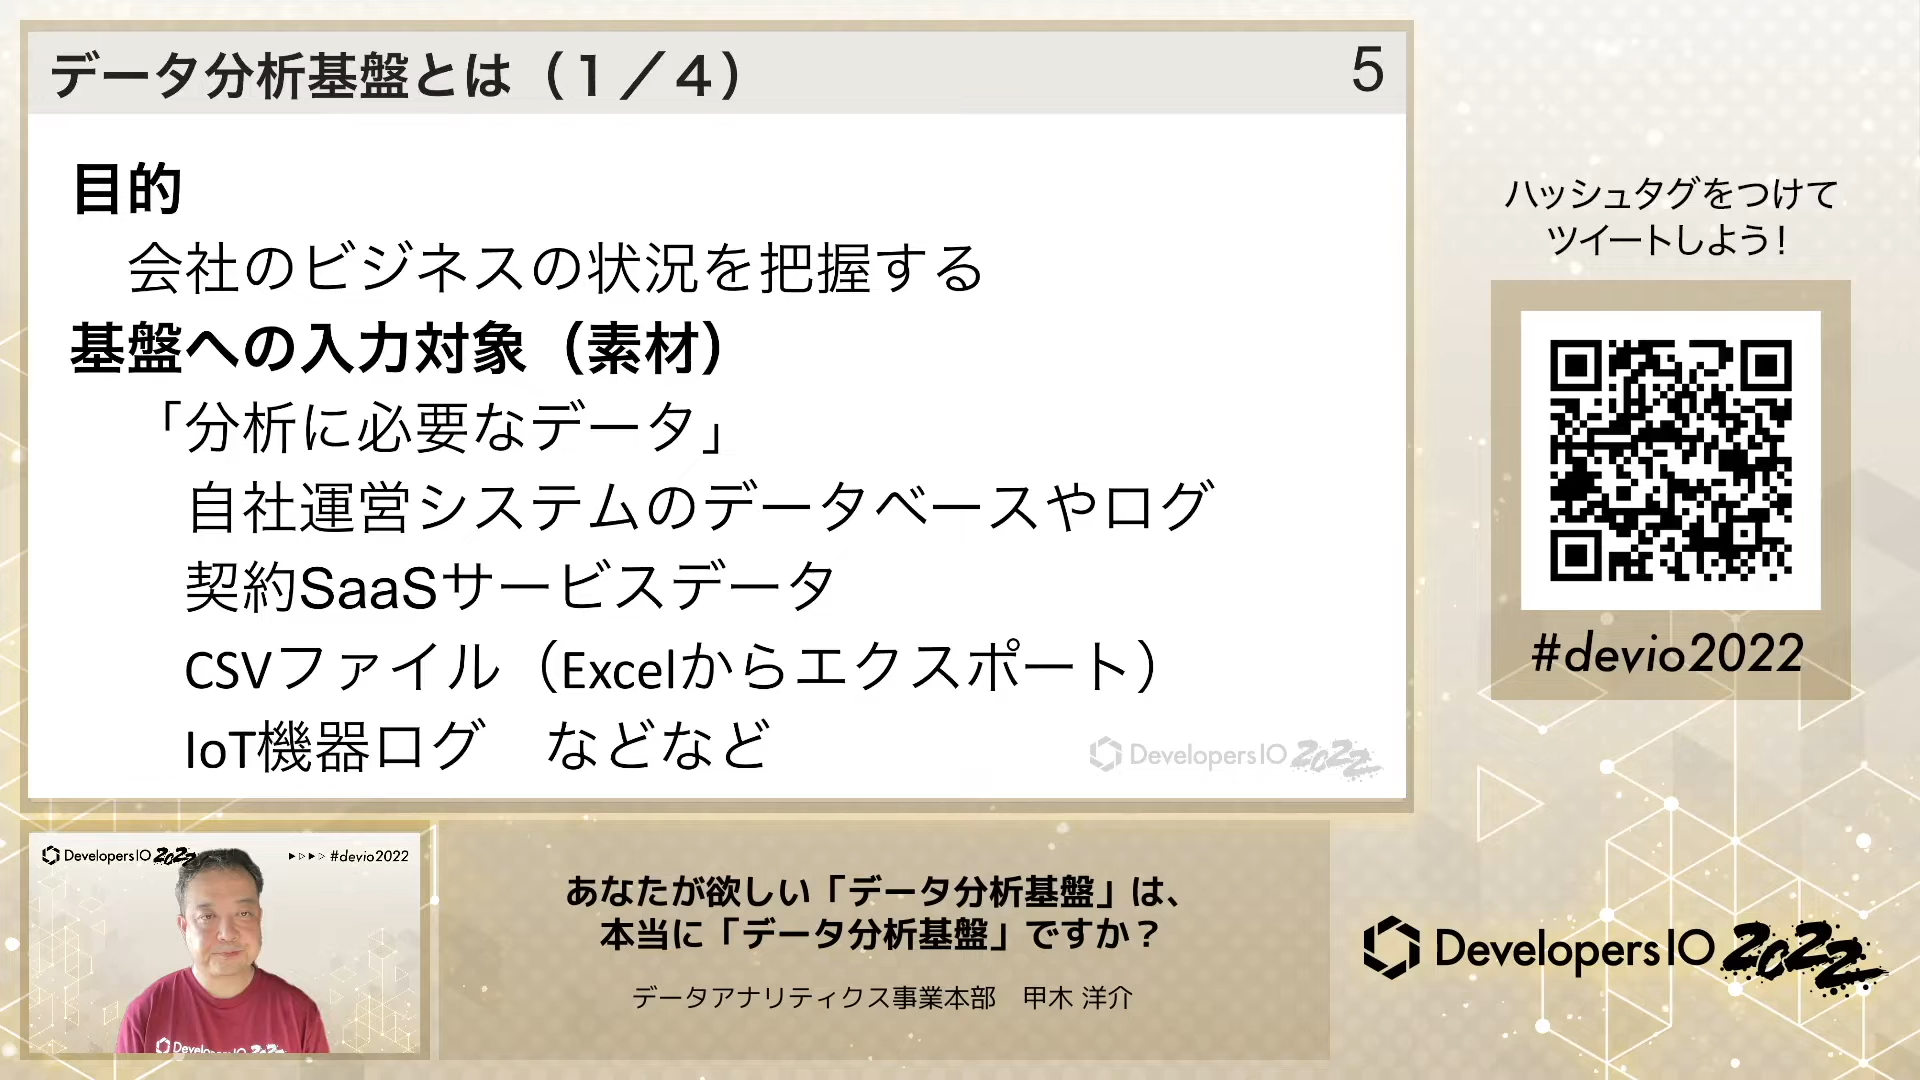 データ分析基盤とは（１／４）
5
目的
会社のビジネスの状況を把握する
基盤への入力対象（素材）
「分析に必要なデータ」
自社運営システムのデータベースやログ
契約SaaSサービスデータ
CSVファイル（Excelからエクスポート）
IoT機器ログ　などなど
DevelopersIO 2022
ハッシュタグをつけて
ツイートしよう！
#devio2022
DevelopersIO 2022
#devio2022
DevelopersIO 2022
あなたが欲しい「データ分析基盤」は、
本当に「データ分析基盤」ですか？
データアナリティクス事業本部　甲木 洋介
DevelopersIO 2022